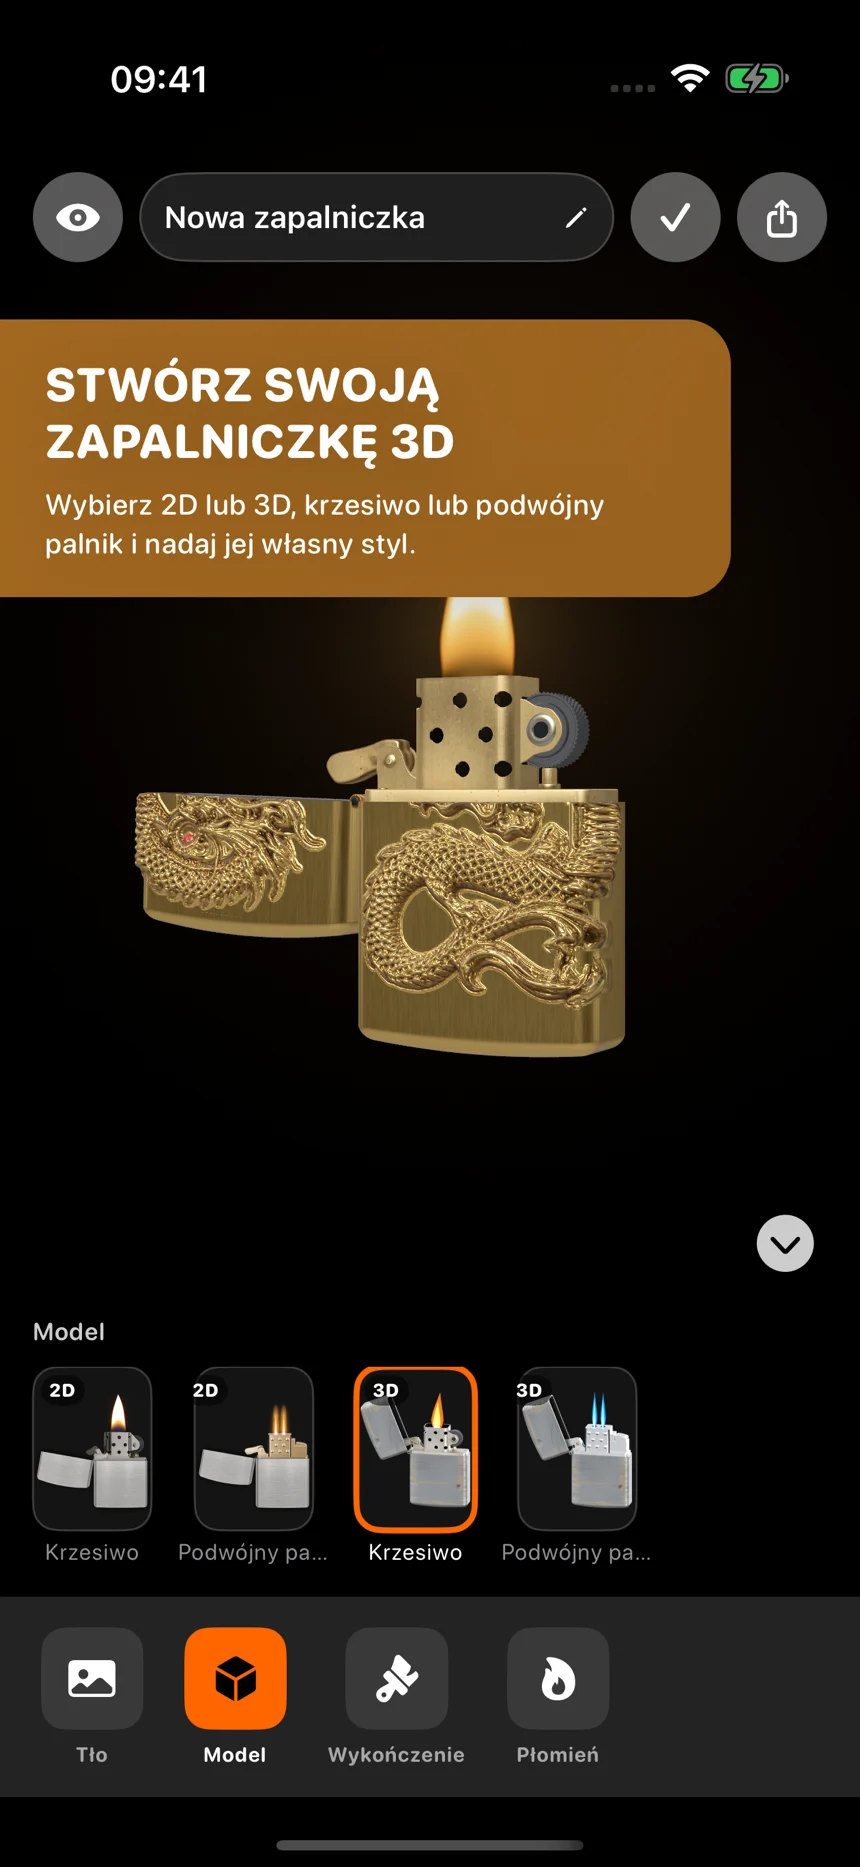 09:41
Nowa zapalniczka
STWÓRZ SWOJĄ
ZAPALNICZKĘ 3D
Wybierz 2D lub 3D, krzesiwo lub podwójny
palnik i nadaj jej własny styl.
Model
2D
2D
3D
3D
Krzesiwo
Podwójny pa...
Krzesiwo
Podwójny pa...
Tło
Model
Wykończenie
Płomień